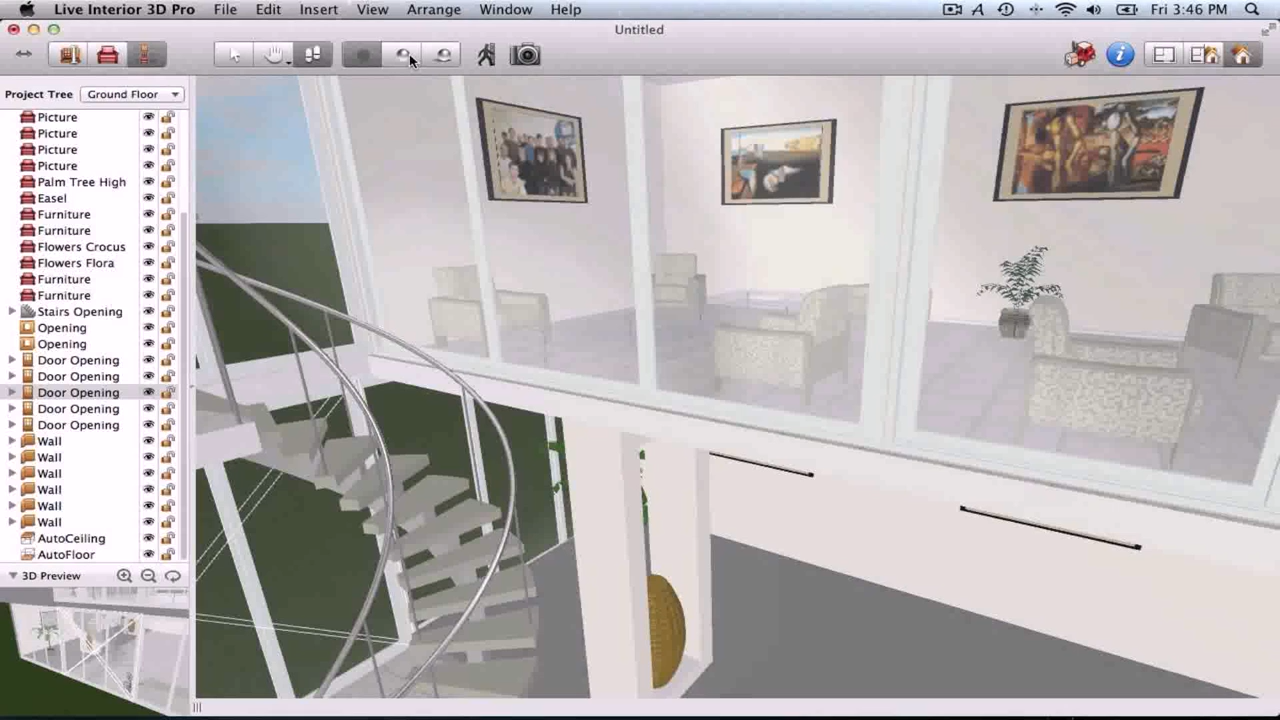 Live Interior 3D Pro File Edit Insert View Arrange Window Help Fri 3:46 PM
Untitled
Project Tree Ground Floor
Picture
Picture
Picture
Picture
Palm Tree High
Easel
Furniture
Furniture
Flowers Crocus
Flowers Flora
Furniture
Furniture
Stairs Opening
Opening
Opening
Door Opening
Door Opening
Door Opening
Door Opening
Door Opening
Wall
Wall
Wall
Wall
Wall
Wall
AutoCeiling
AutoFloor
3D Preview